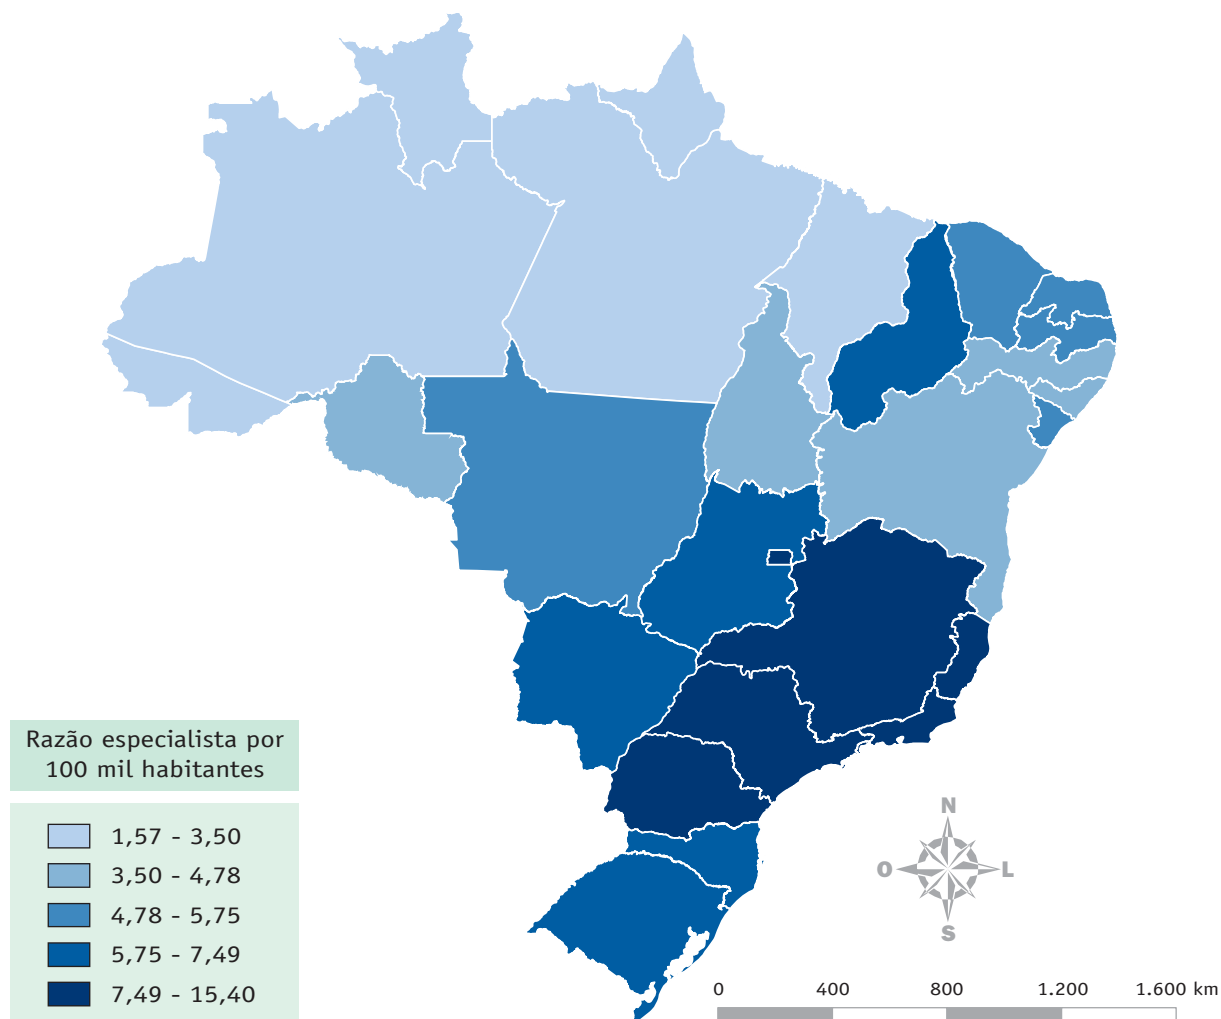 Razão especialista por
100 mil habitantes
1,57 - 3,50
3,50 - 4,78
4,78 - 5,75
5,75 - 7,49
7,49 - 15,40
N
O
L
S
0 400 800 1.200 1.600 km